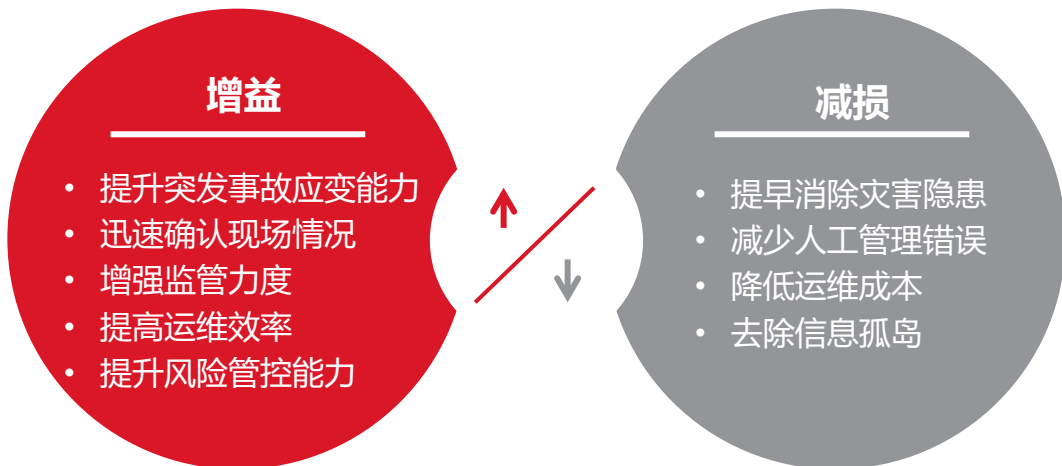 增益
• 提升突发事故应变能力
• 迅速确认现场情况
• 增强监管力度
• 提高运维效率
• 提升风险管控能力
减损
• 提早消除灾害隐患
• 减少人工管理错误
• 降低运维成本
• 去除信息孤岛